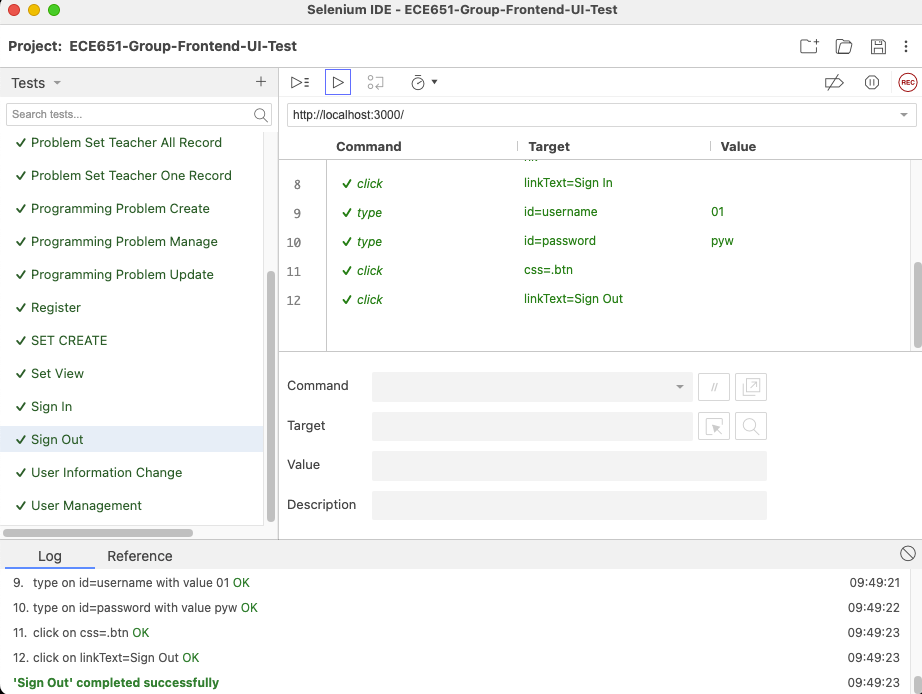 Selenium IDE - ECE651-Group-Frontend-UI-Test
Project: ECE651-Group-Frontend-UI-Test
Tests
REC
Search tests...
http://localhost:3000/
Command Target Value
Problem Set Teacher All Record
Problem Set Teacher One Record
Programming Problem Create
Programming Problem Manage
Programming Problem Update
Register
SET CREATE
Set View
Sign In
Sign Out
User Information Change
User Management
8 click linkText=Sign In
9 type id=username 01
10 type id=password pyw
11 click css=.btn
12 click linkText=Sign Out
Command //
Target
Value
Description
Log Reference
9. type on id=username with value 01 OK 09:49:21
10. type on id=password with value pyw OK 09:49:22
11. click on css=.btn OK 09:49:23
12. click on linkText=Sign Out OK 09:49:23
'Sign Out' completed successfully 09:49:23